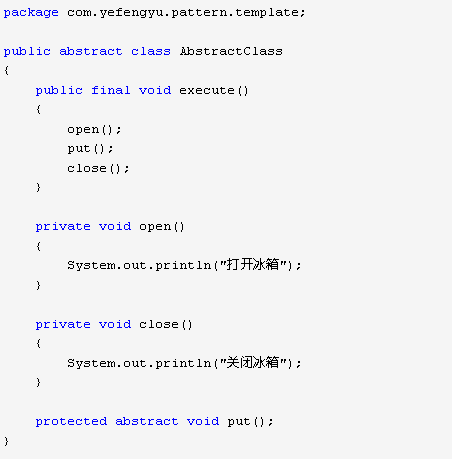 package com.yefengyu.pattern.template;
public abstract class AbstractClass
{
public final void execute()
{
open();
put();
close();
}
private void open()
{
System.out.println("打开冰箱");
}
private void close()
{
System.out.println("关闭冰箱");
}
protected abstract void put();
}